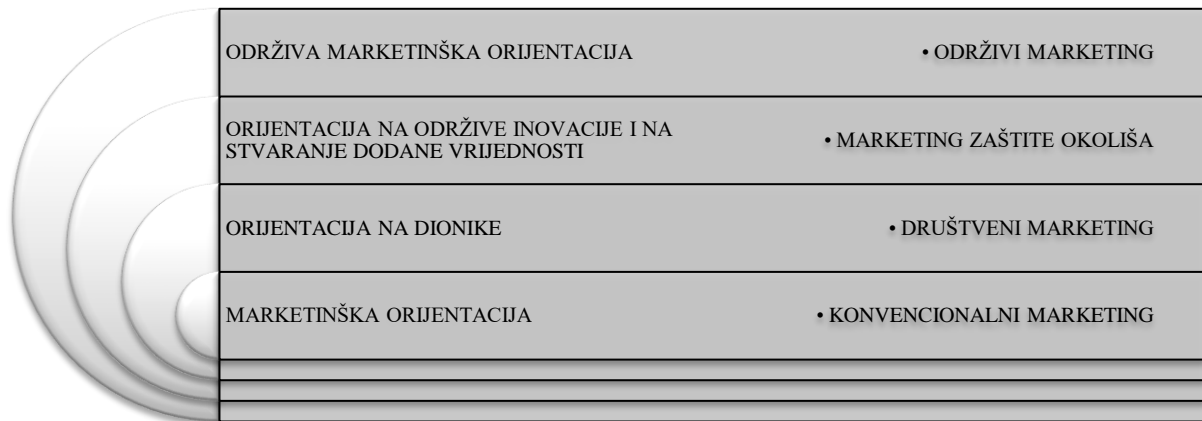 ODRŽIVA MARKETINŠKA ORIJENTACIJA
• ODRŽIVI MARKETING
ORIJENTACIJA NA ODRŽIVE INOVACIJE I NA
STVARANJE DODANE VRIJEDNOSTI
• MARKETING ZAŠTITE OKOLIŠA
ORIJENTACIJA NA DIONIKE
• DRUŠTVENI MARKETING
MARKETINŠKA ORIJENTACIJA
• KONVENCIONALNI MARKETING